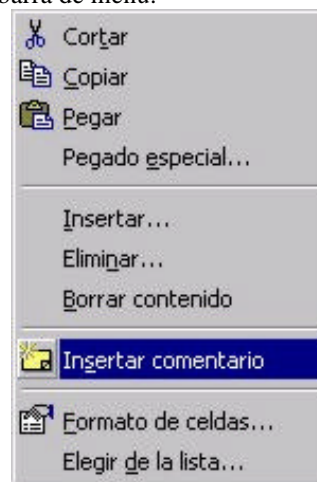 barra de menú.
Cortar
Copiar
Pegar
Pegado especial...
Insertar...
Eliminar...
Borrar contenido
Insertar comentario
Formato de celdas...
Elegir de la lista...